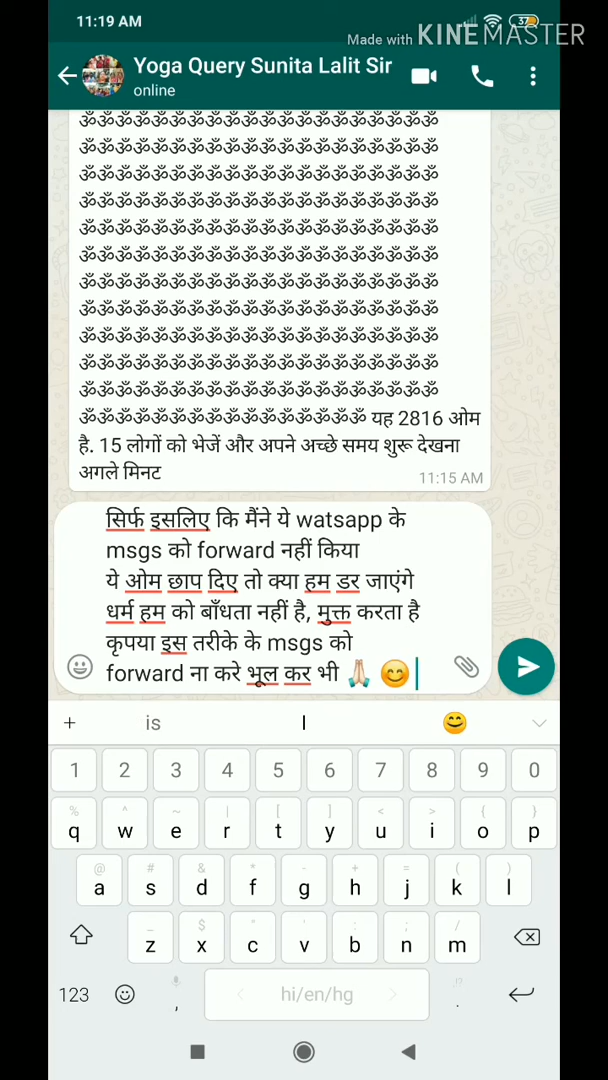 11:19 AM
37
Made with KINEMASTER
Yoga Query Sunita Lalit Sir
online
ॐॐॐॐॐॐॐॐॐॐॐॐॐॐॐॐॐॐॐॐ
ॐॐॐॐॐॐॐॐॐॐॐॐॐॐॐॐॐॐॐॐ
ॐॐॐॐॐॐॐॐॐॐॐॐॐॐॐॐॐॐॐॐ
ॐॐॐॐॐॐॐॐॐॐॐॐॐॐॐॐॐॐॐॐ
ॐॐॐॐॐॐॐॐॐॐॐॐॐॐॐॐॐॐॐॐ
ॐॐॐॐॐॐॐॐॐॐॐॐॐॐॐॐॐॐॐॐ
ॐॐॐॐॐॐॐॐॐॐॐॐॐॐॐॐॐॐॐॐ
ॐॐॐॐॐॐॐॐॐॐॐॐॐॐॐॐॐॐॐॐ
ॐॐॐॐॐॐॐॐॐॐॐॐॐॐॐॐॐॐॐॐ
ॐॐॐॐॐॐॐॐॐॐॐॐॐॐॐॐॐॐॐॐ
ॐॐॐॐॐॐॐॐॐॐॐॐॐॐॐॐॐॐॐॐ
ॐॐॐॐॐॐॐॐॐॐॐॐॐॐॐॐ यह 2816 ओम
है. 15 लोगों को भेजें और अपने अच्छे समय शुरू देखना
अगले मिनट
11:15 AM
सिर्फ इसलिए कि मैंने ये watsapp के
msgs को forward नहीं किया
ये ओम छाप दिए तो क्या हम डर जाएंगे
धर्म हम को बाँधता नहीं है, मुक्त करता है
कृपया इस तरीके के msgs को
forward ना करे भूल कर भी 🙏🏻 😊
+ is I 😊
1 2 3 4 5 6 7 8 9 0
% ^ ~ | [ ] < > { }
q w e r t y u i o p
@ # & * - + = ( )
a s d f g h j k l
_ $ " ' : ; /
z x c v b n m
123 , hi/en/hg .